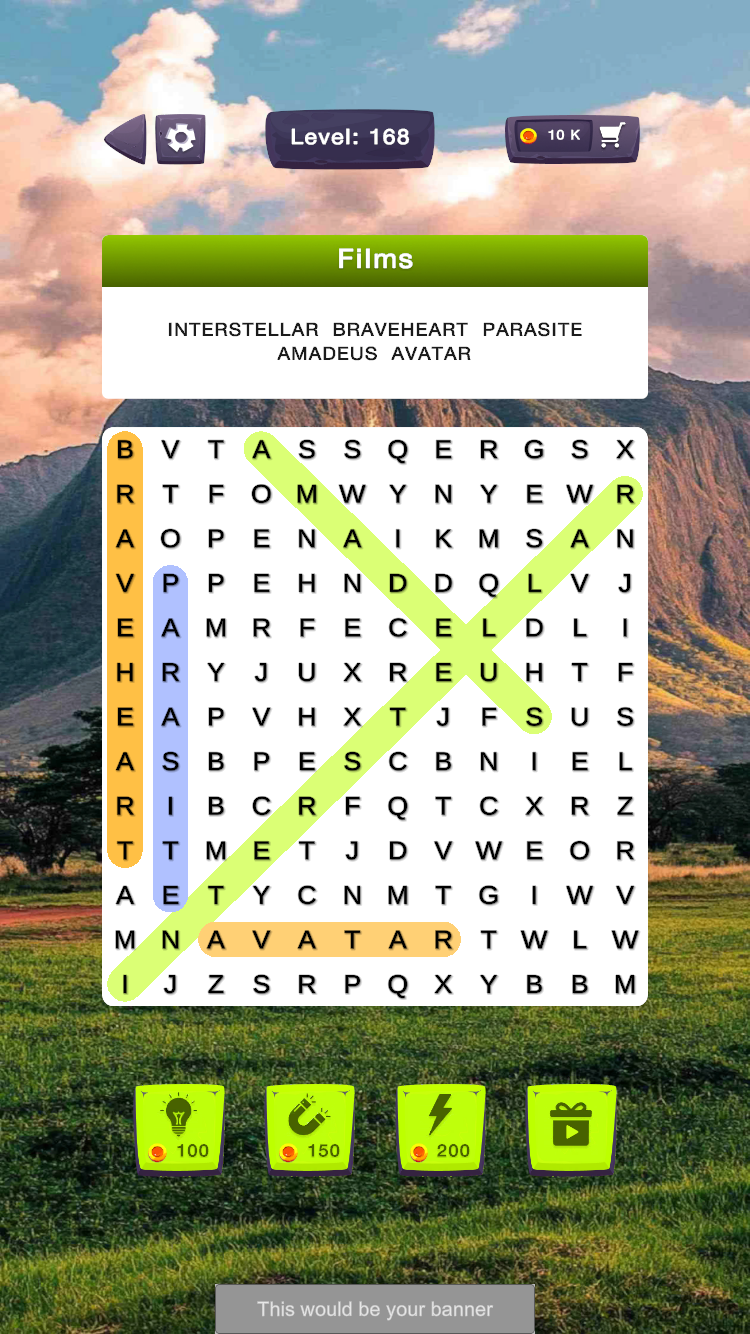 Level: 168
10 K
Films
INTERSTELLAR BRAVEHEART PARASITE
AMADEUS AVATAR
B V T A S S Q E R G S X
R T F O M W Y N Y E W R
A O P E N A I K M S A N
V P P E H N D D Q L V J
E A M R F E C E L D L I
H R Y J U X R E U H T F
E A P V H X T J F S U S
A S B P E S C B N I E L
R I B C R F Q T C X R Z
T T M E T J D V W E O R
A E T Y C N M T G I W V
M N A V A T A R T W L W
I J Z S R P Q X Y B B M
100 150 200
This would be your banner